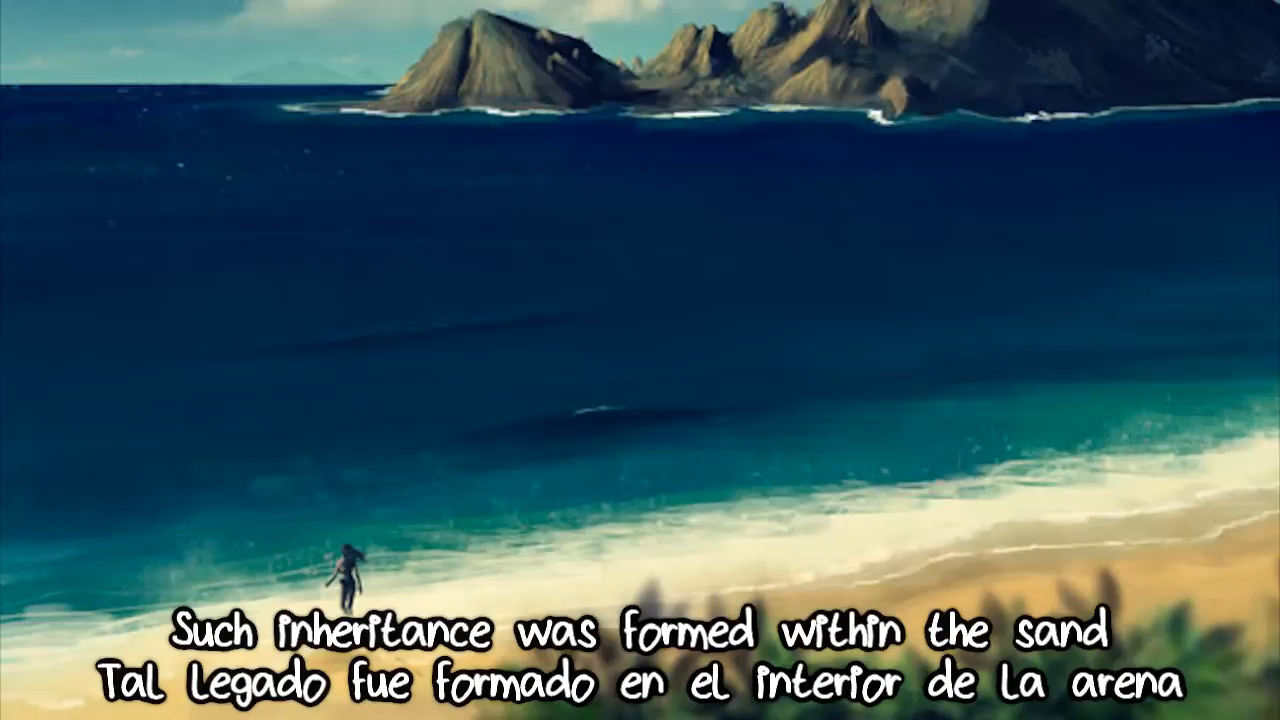 Such inheritance was formed within the sand
Tal legado fue formado en el interior de la arena